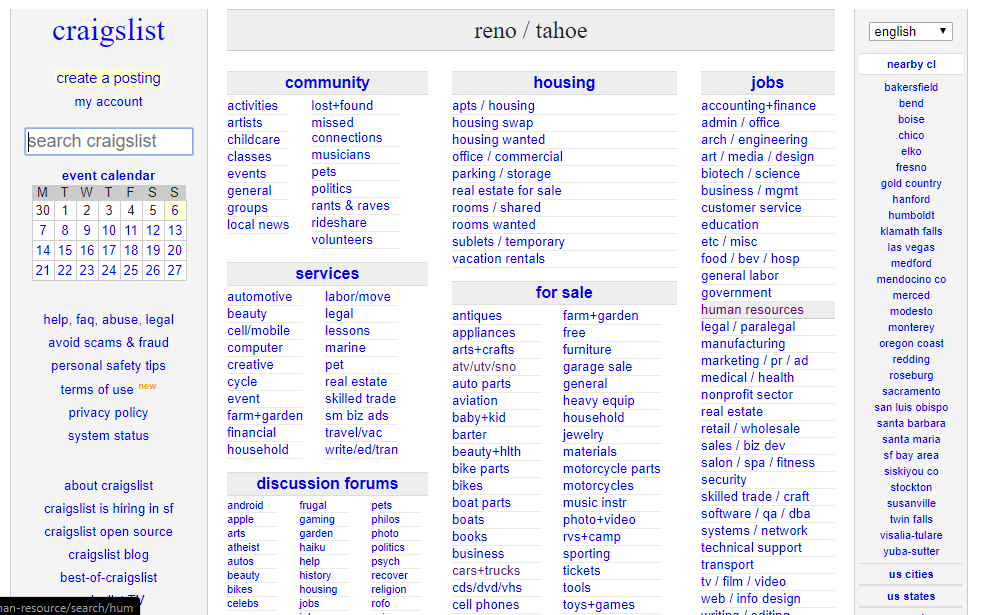 craigslist
create a posting
my account
search craigslist
event calendar
M T W T F S S
30 1 2 3 4 5 6
7 8 9 10 11 12 13
14 15 16 17 18 19 20
21 22 23 24 25 26 27
help, faq, abuse, legal
avoid scams & fraud
personal safety tips
terms of use new
privacy policy
system status
about craigslist
craigslist is hiring in sf
craigslist open source
craigslist blog
best-of-craigslist
TV
man-resource/search/hum
reno / tahoe
community
activities
artists
childcare
classes
events
general
groups
local news
lost+found
missed
connections
musicians
pets
politics
rants & raves
rideshare
volunteers
services
automotive
beauty
cell/mobile
computer
creative
cycle
event
farm+garden
financial
household
labor/move
legal
lessons
marine
pet
real estate
skilled trade
sm biz ads
travel/vac
write/ed/tran
discussion forums
android
apple
arts
atheist
autos
beauty
bikes
celebs
frugal
gaming
garden
haiku
help
history
housing
jobs
pets
philos
photo
politics
psych
recover
religion
rofo
housing
apts / housing
housing swap
housing wanted
office / commercial
parking / storage
real estate for sale
rooms / shared
rooms wanted
sublets / temporary
vacation rentals
for sale
antiques
appliances
arts+crafts
atv/utv/sno
auto parts
aviation
baby+kid
barter
beauty+hlth
bike parts
bikes
boat parts
boats
books
business
cars+trucks
cds/dvd/vhs
cell phones
farm+garden
free
furniture
garage sale
general
heavy equip
household
jewelry
materials
motorcycle parts
motorcycles
music instr
photo+video
rvs+camp
sporting
tickets
tools
toys+games
jobs
accounting+finance
admin / office
arch / engineering
art / media / design
biotech / science
business / mgmt
customer service
education
etc / misc
food / bev / hosp
general labor
government
human resources
legal / paralegal
manufacturing
marketing / pr / ad
medical / health
nonprofit sector
real estate
retail / wholesale
sales / biz dev
salon / spa / fitness
security
skilled trade / craft
software / qa / dba
systems / network
technical support
transport
tv / film / video
web / info design
writing / editing
english
nearby cl
bakersfield
bend
boise
chico
elko
fresno
gold country
hanford
humboldt
klamath falls
las vegas
medford
mendocino co
merced
modesto
monterey
oregon coast
redding
roseburg
sacramento
san luis obispo
santa barbara
santa maria
sf bay area
siskiyou co
stockton
susanville
twin falls
visalia-tulare
yuba-sutter
us cities
us states